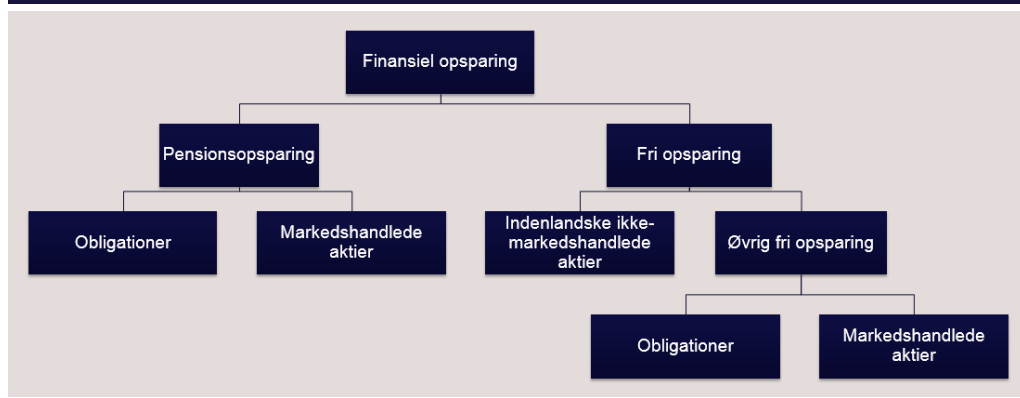 Finansiel opsparing
Pensionsopsparing
Fri opsparing
Obligationer
Markedshandlede
aktier
Indenlandske ikke-
markedshandlede
aktier
Øvrig fri opsparing
Obligationer
Markedshandlede
aktier